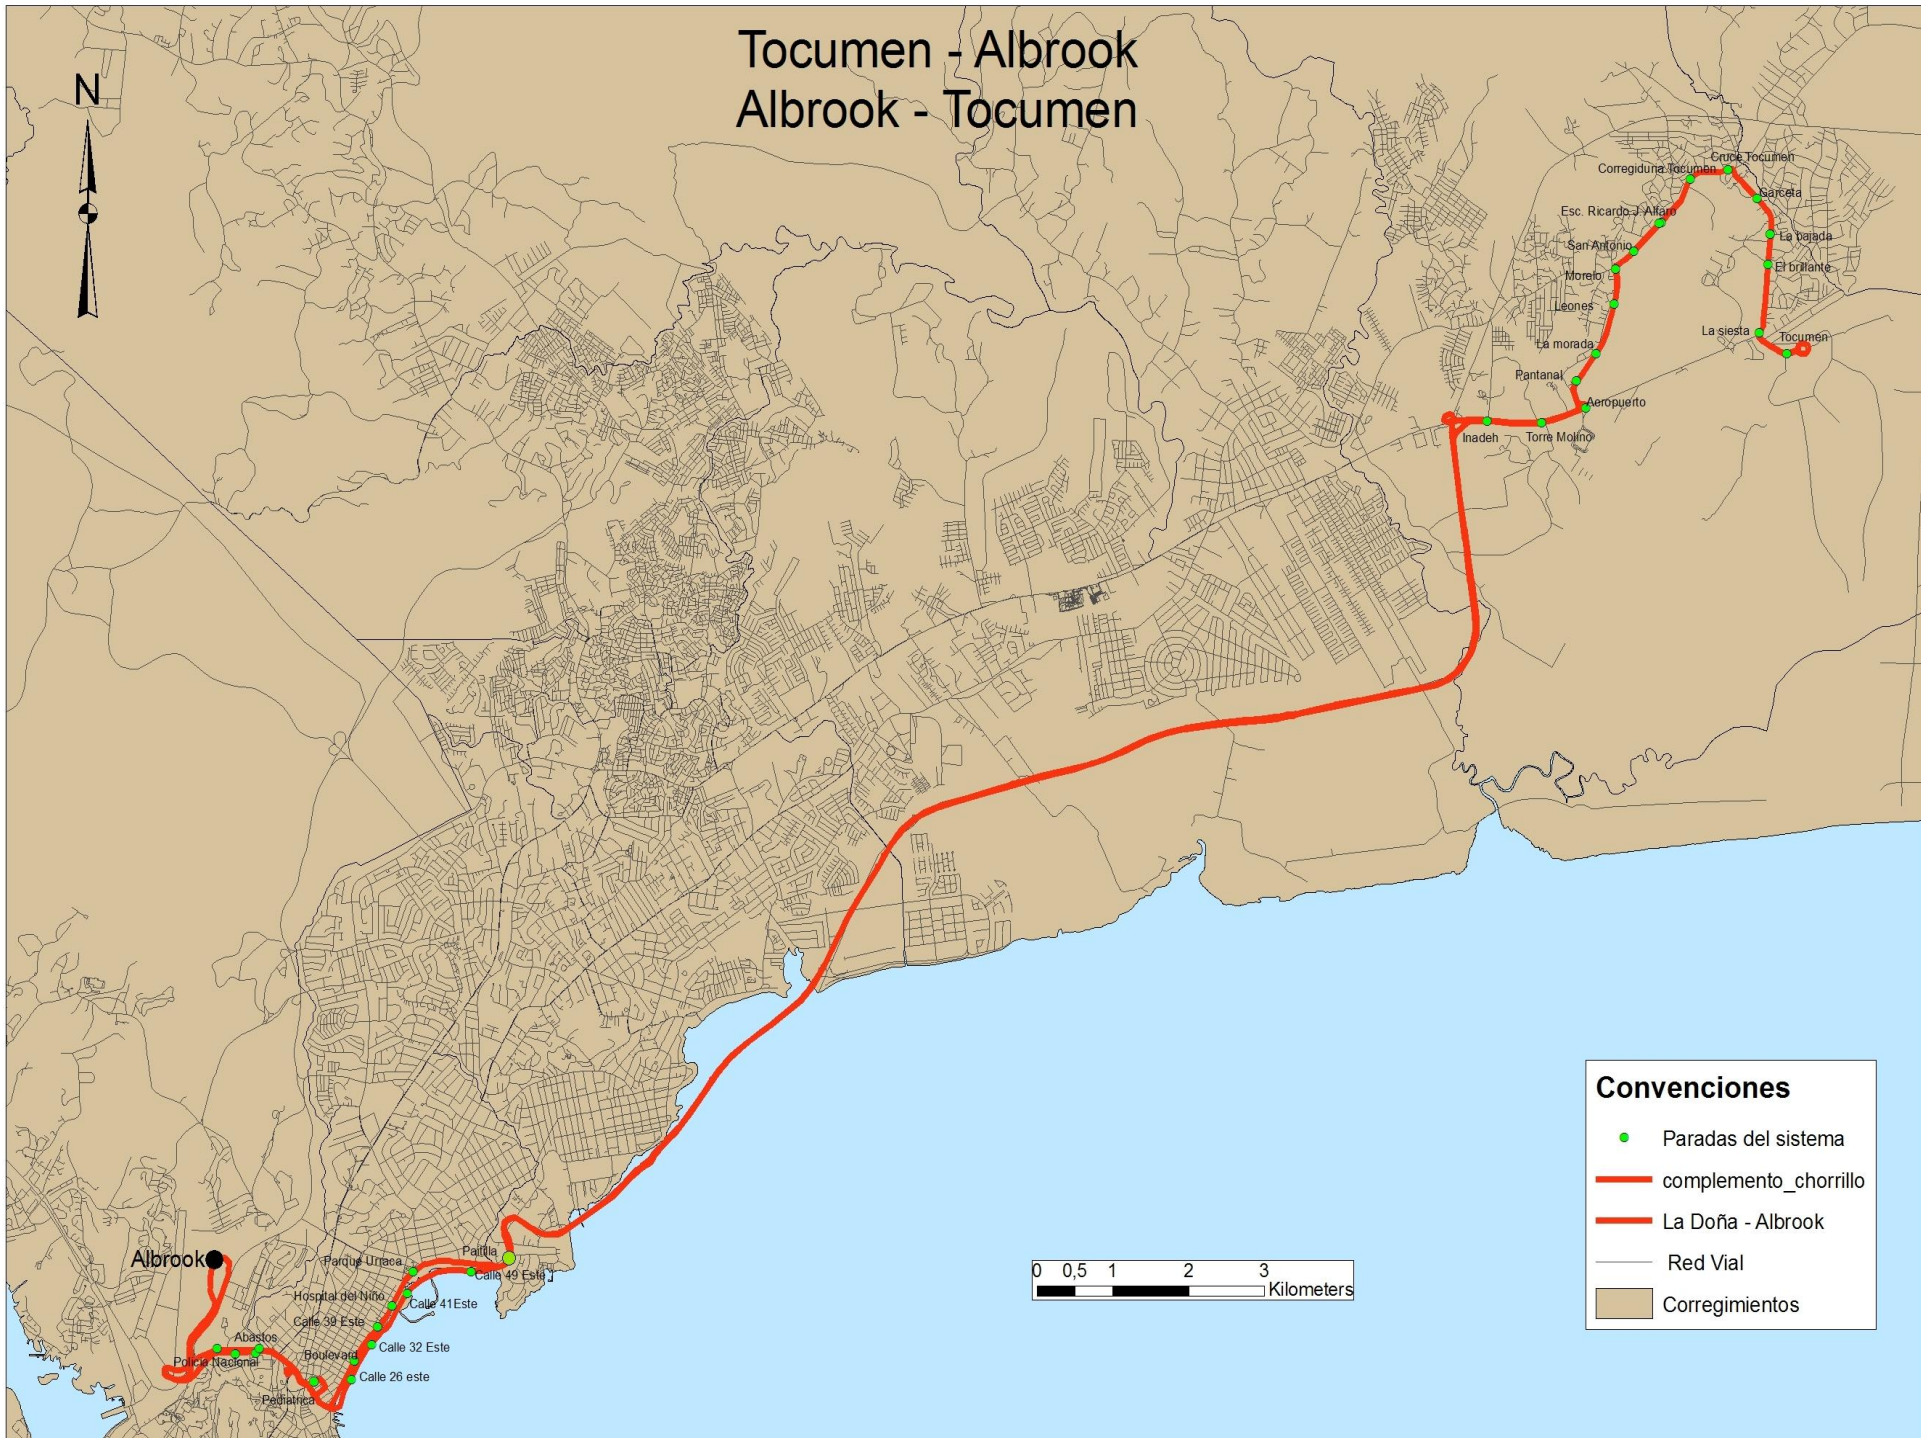 Tocumen - Albrook
Albrook - Tocumen
N
Cruce Tocumen
Corregiduria Tocumen
Garceta
Esc. Ricardo J. Alfaro
La bajada
San Antonio
Morelo
El brillante
Leones
La siesta
Tocumen
La morada
Pantanal
Aeropuerto
Inadeh
Torre Molino
Convenciones
Paradas del sistema
complemento_chorrillo
La Doña - Albrook
Red Vial
Corregimientos
Albrook
Paitilla
Parque Urraca
Calle 49 Este
Hospital del Niño
Calle 41Este
Calle 39 Este
Abastos
Calle 32 Este
Policia Nacional
Boulevard
Calle 26 este
Pediatrica
0 0,5 1 2 3
Kilometers